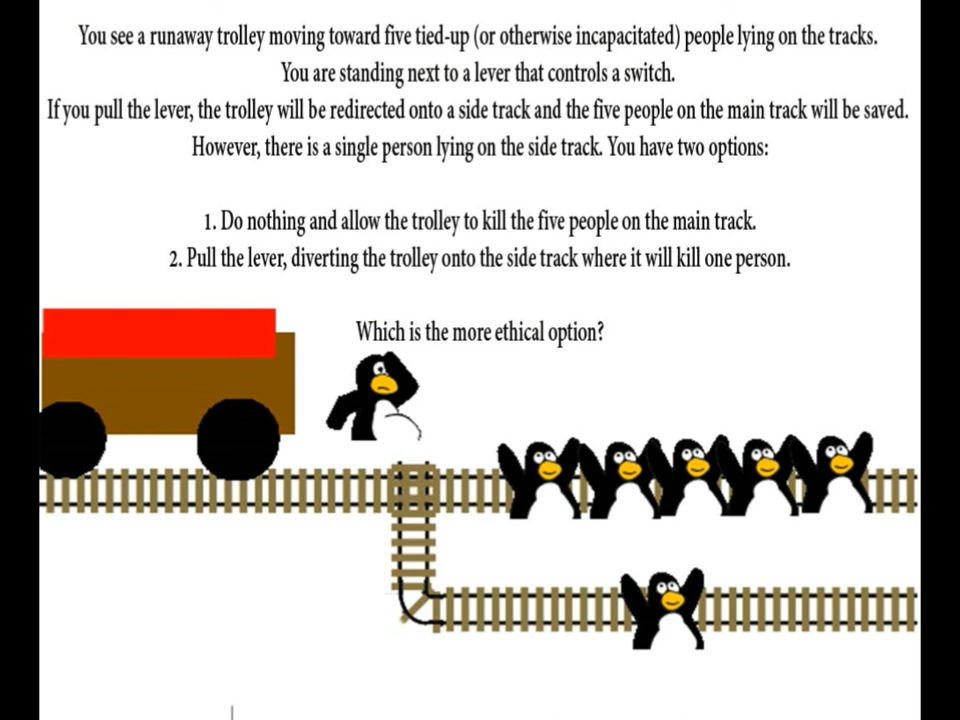 You see a runaway trolley moving toward five tied-up (or otherwise incapacitated) people lying on the tracks.
You are standing next to a lever that controls a switch.
If you pull the lever, the trolley will be redirected onto a side track and the five people on the main track will be saved.
However, there is a single person lying on the side track. You have two options:
1. Do nothing and allow the trolley to kill the five people on the main track.
2. Pull the lever, diverting the trolley onto the side track where it will kill one person.
Which is the more ethical option?